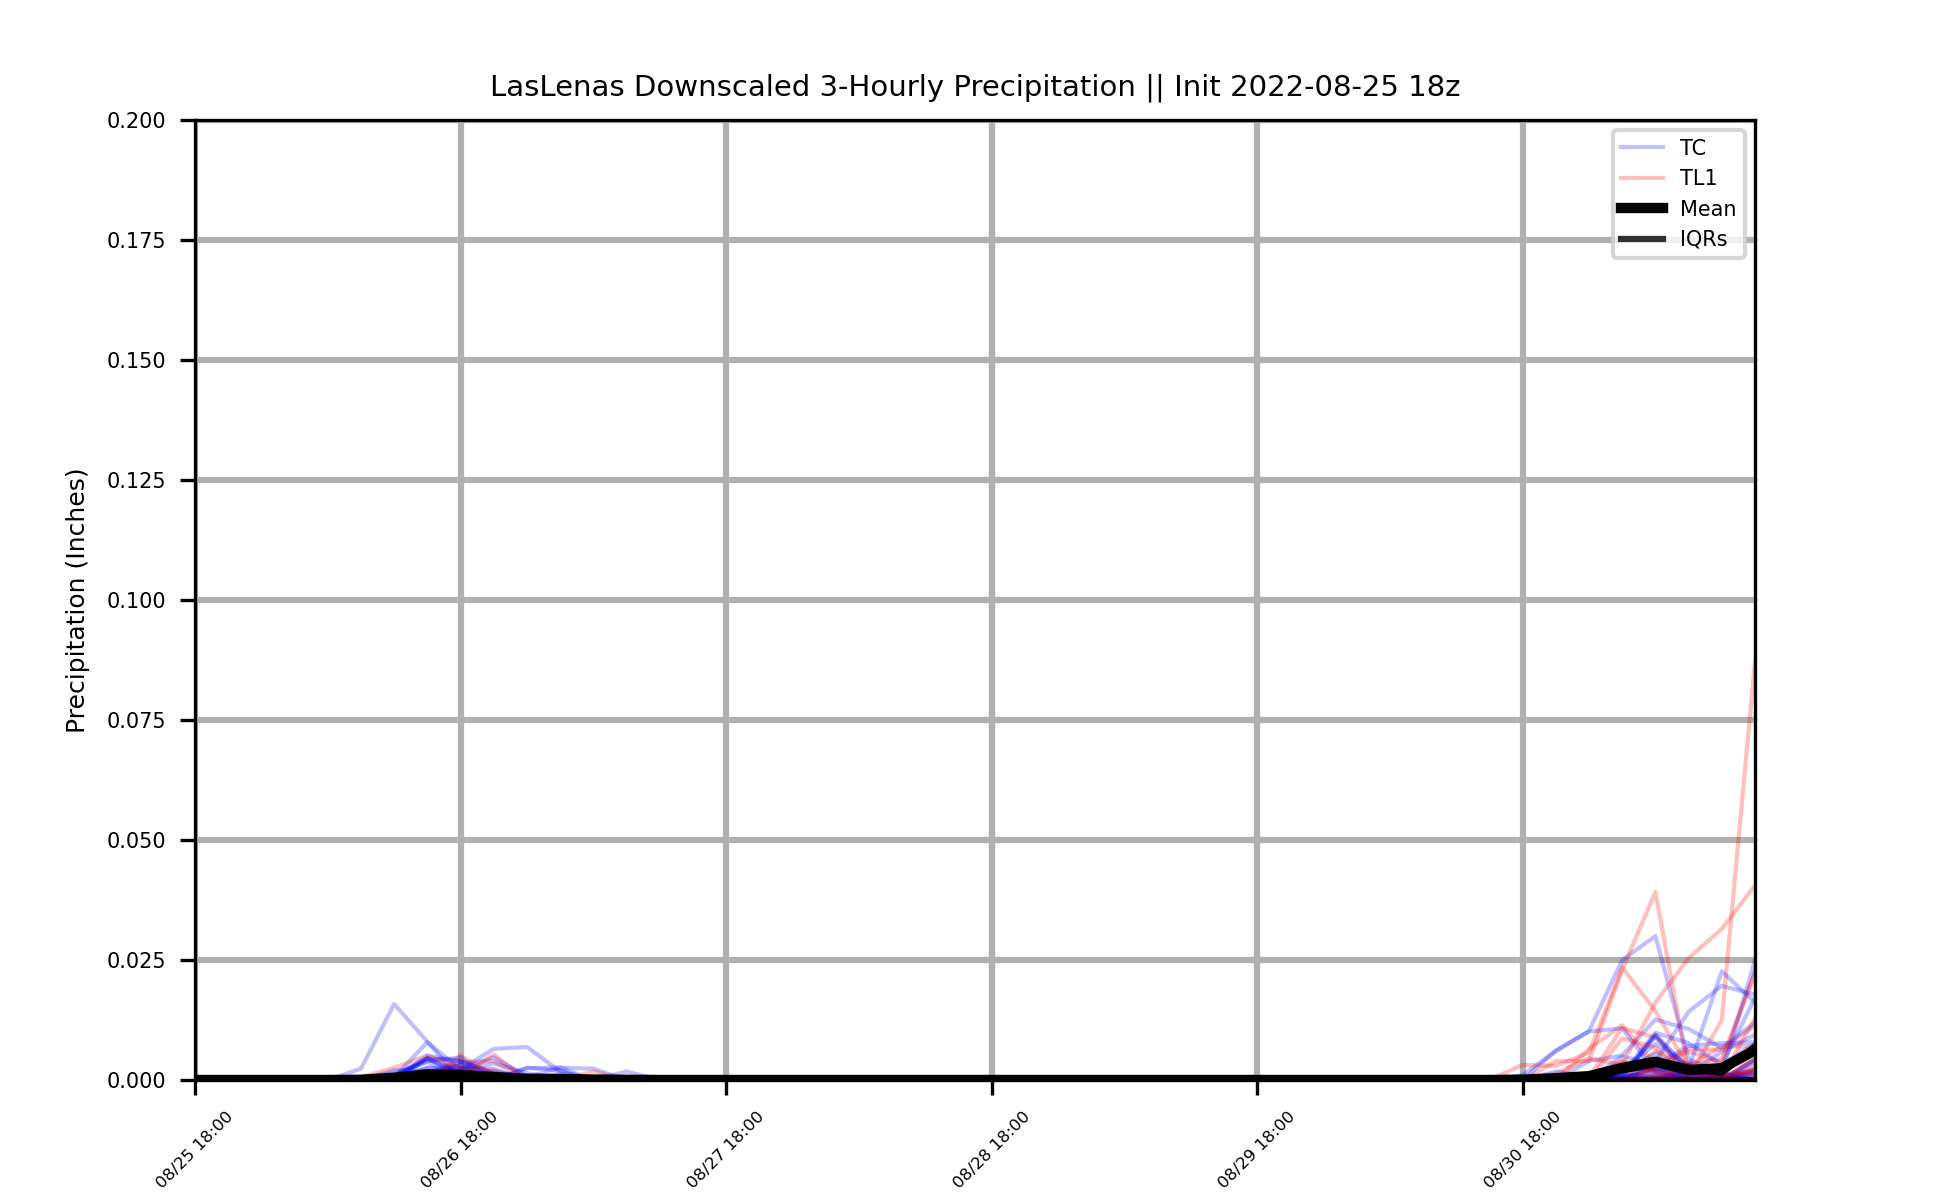 LasLenas Downscaled 3-Hourly Precipitation || Init 2022-08-25 18z
0.200
0.175
0.150
0.125
0.100
0.075
0.050
0.025
0.000
Precipitation (Inches)
TC
TL1
Mean
IQRs
08/25 18:00
08/26 18:00
08/27 18:00
08/28 18:00
08/29 18:00
08/30 18:00